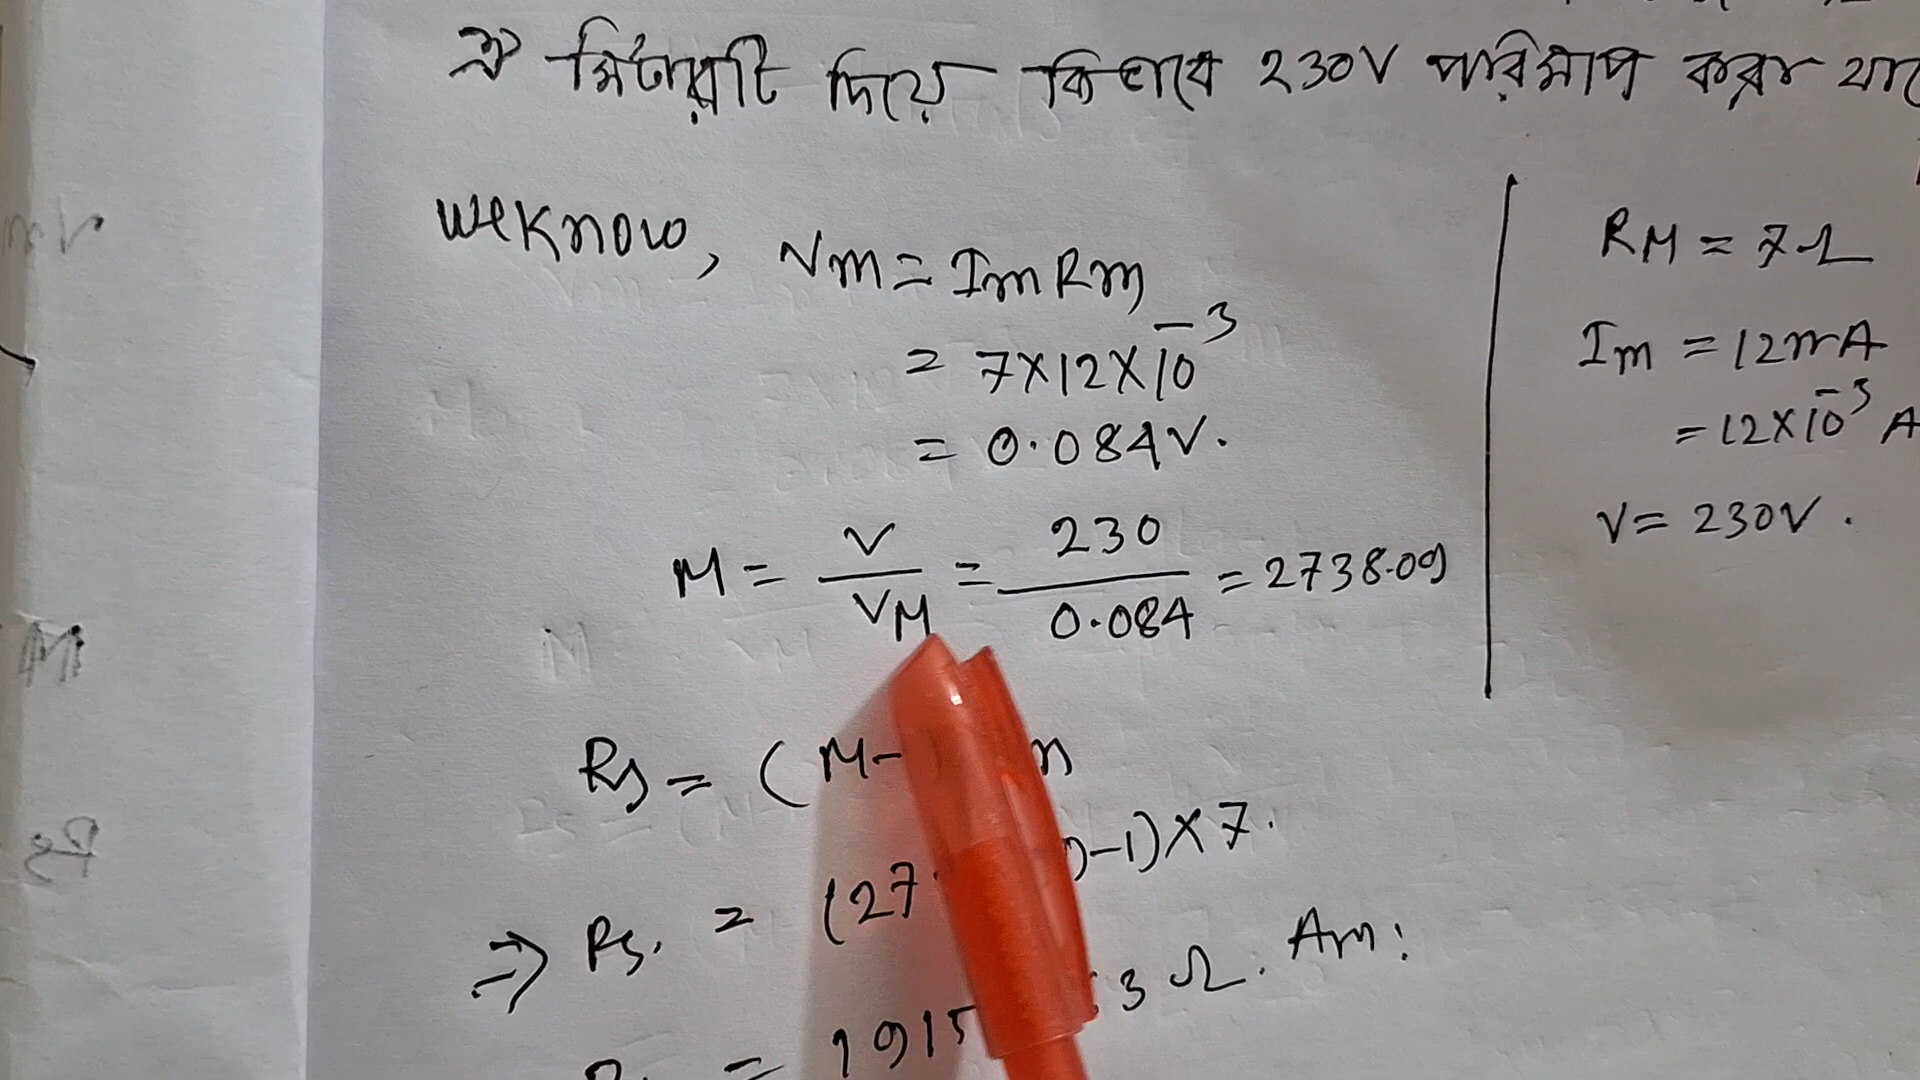 ঐ মিটারটি দিয়ে কিভাবে 230V পরিমাপ করা যা
We know, Vm = Im Rm
= 7×12×10⁻³
= 0.084V.
M = V/VM = 230/0.084 = 2738.09
Rs = (M-
⇒ Rs. = (27 -1)×7.
= 1915 3Ω. Am:
RM = 7Ω
Im = 12mA
= 12×10⁻³ A
V = 230V.